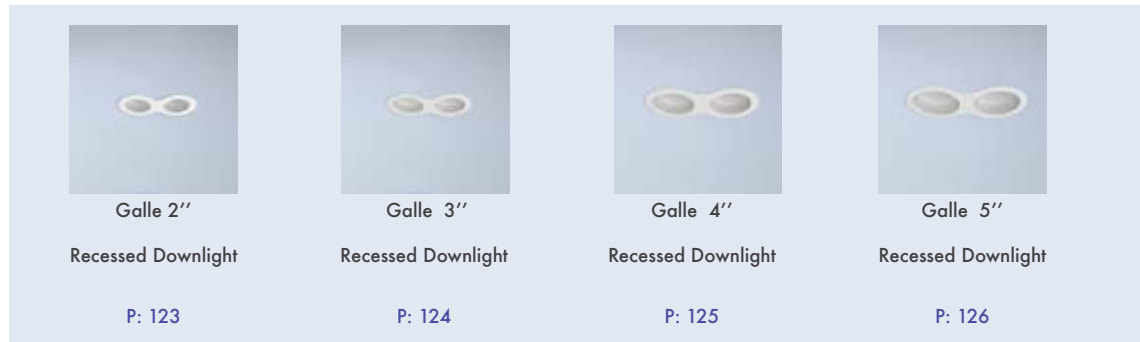 Galle 2’’
Recessed Downlight
P: 123
Galle 3’’
Recessed Downlight
P: 124
Galle 4’’
Recessed Downlight
P: 125
Galle 5’’
Recessed Downlight
P: 126